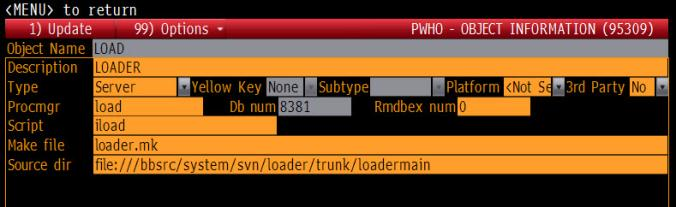 <MENU> to return
1) Update 99) Options PWHO - OBJECT INFORMATION (95309)
Object Name LOAD
Description LOADER
Type Server Yellow Key None Subtype Platform <Not Se 3rd Party No
Procmgr load Db num 8381 Rmdbex num 0
Script iload
Make file loader.mk
Source dir file:///bbsrc/system/svn/loader/trunk/loadermain